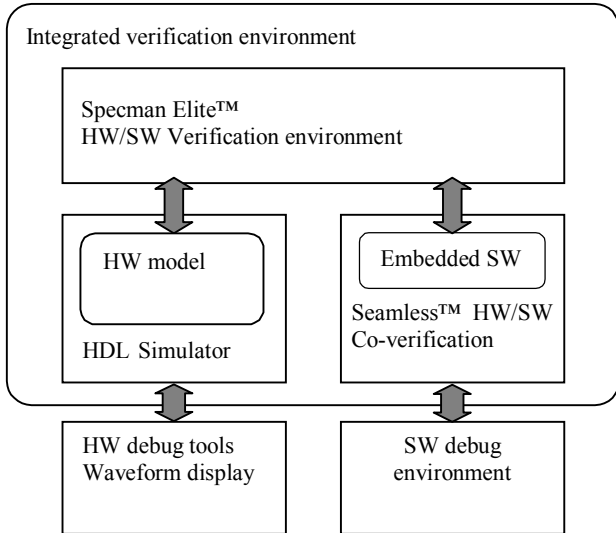 Integrated verification environment
Specman Elite™
HW/SW Verification environment
HW model
HDL Simulator
Embedded SW
Seamless™ HW/SW
Co-verification
HW debug tools
Waveform display
SW debug
environment